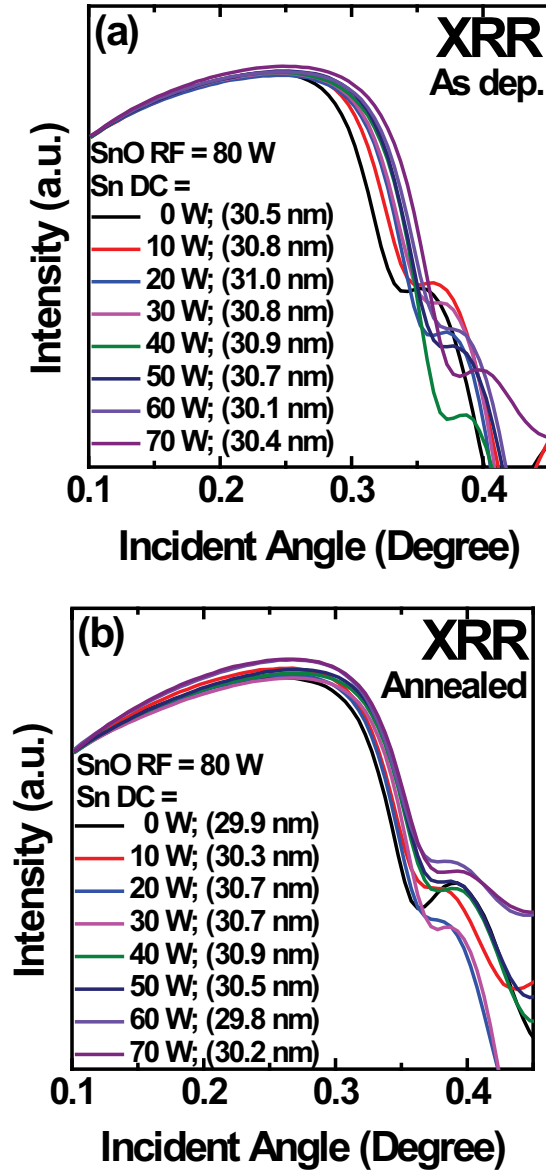 (a)
XRR
As dep.
SnO RF = 80 W
Sn DC =
0 W; (30.5 nm)
10 W; (30.8 nm)
20 W; (31.0 nm)
30 W; (30.8 nm)
40 W; (30.9 nm)
50 W; (30.7 nm)
60 W; (30.1 nm)
70 W; (30.4 nm)
Intensity (a.u.)
0.1 0.2 0.3 0.4
Incident Angle (Degree)
(b)
XRR
Annealed
SnO RF = 80 W
Sn DC =
0 W; (29.9 nm)
10 W; (30.3 nm)
20 W; (30.7 nm)
30 W; (30.7 nm)
40 W; (30.9 nm)
50 W; (30.5 nm)
60 W; (29.8 nm)
70 W; (30.2 nm)
Intensity (a.u.)
0.1 0.2 0.3 0.4
Incident Angle (Degree)